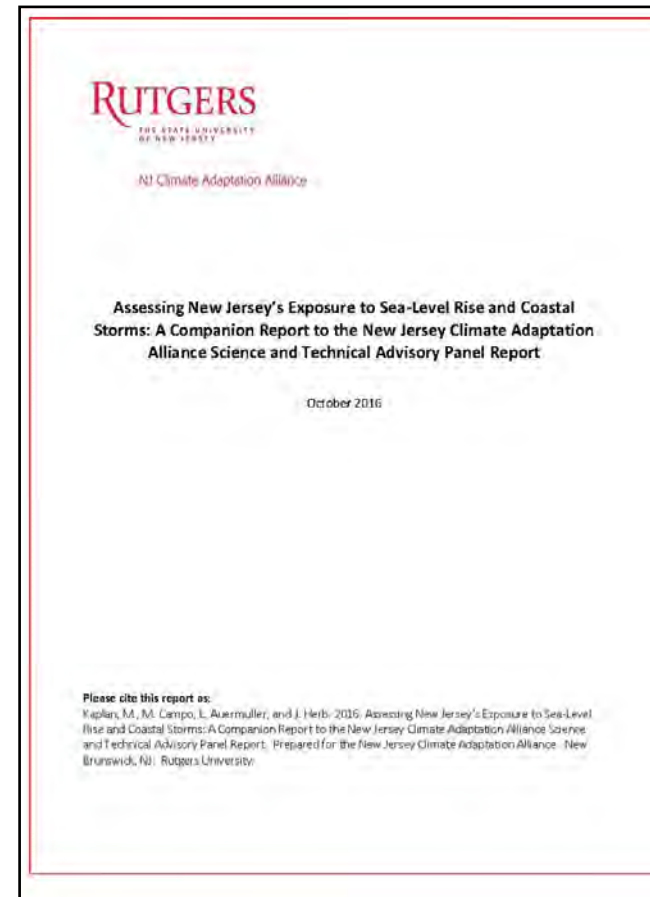 RUTGERS
THE STATE UNIVERSITY
OF NEW JERSEY
NJ Climate Adaptation Alliance
Assessing New Jersey's Exposure to Sea-Level Rise and Coastal
Storms: A Companion Report to the New Jersey Climate Adaptation
Alliance Science and Technical Advisory Panel Report
October 2016
Please cite this report as:
Kaplan, M., M. Campo, L. Auermuller, and J. Herb. 2016. Assessing New Jersey's Exposure to Sea-Level
Rise and Coastal Storms: A Companion Report to the New Jersey Climate Adaptation Alliance Science
and Technical Advisory Panel Report. Prepared for the New Jersey Climate Adaptation Alliance. New
Brunswick, NJ: Rutgers University.